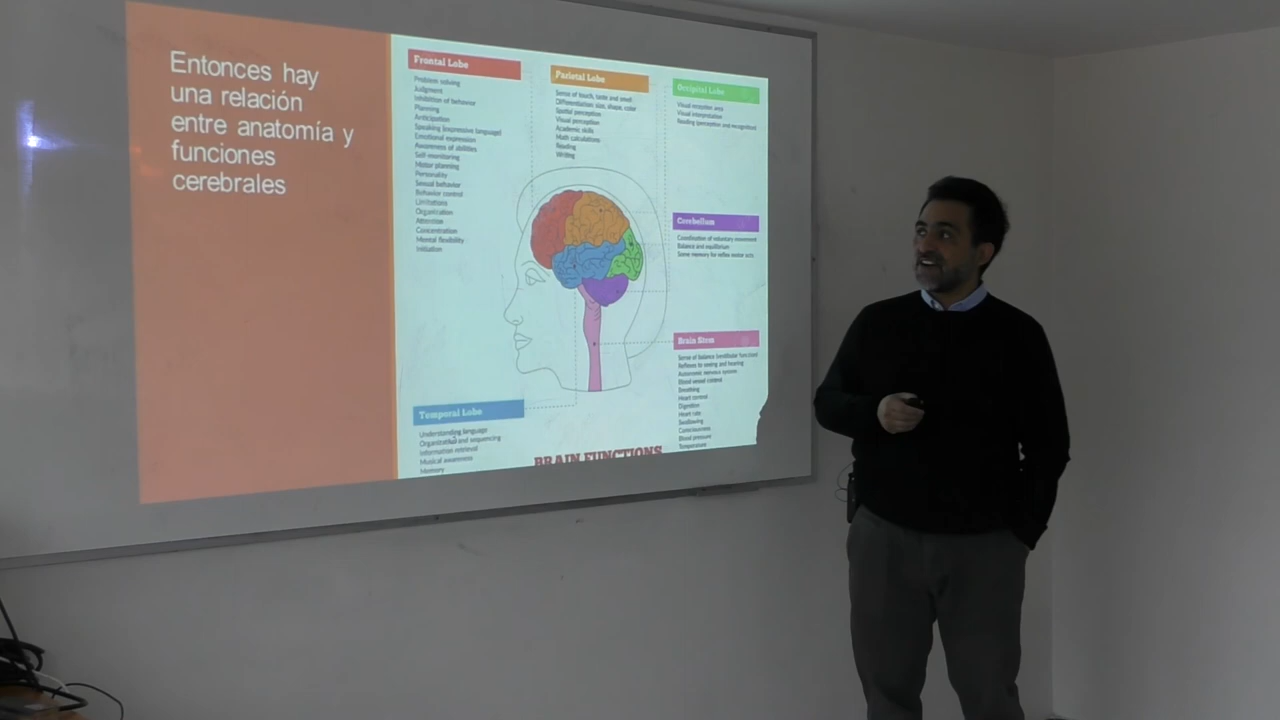 Entonces hay
una relación
entre anatomía y
funciones
cerebrales
Frontal Lobe
Problem solving
Judgment
Inhibition of behavior
Planning
Anticipation
Speaking (expressive language)
Emotional expression
Awareness of abilities
Self-monitoring
Motor planning
Personality
Sexual behavior
Behavior control
Limitations
Organization
Attention
Concentration
Mental flexibility
Initiation
Parietal Lobe
Sense of touch, taste and smell
Differentiation: size, shape, color
Spatial perception
Visual perception
Academic skills
Math calculations
Reading
Writing
Occipital Lobe
Visual reception area
Visual interpretation
Reading (perception and recognition)
Cerebellum
Coordination of voluntary movement
Balance and equilibrium
Some memory for reflex motor acts
Brain Stem
Sense of balance (vestibular function)
Reflexes to seeing and hearing
Autonomic nervous system
Blood vessel control
Breathing
Heart control
Digestion
Heart rate
Swallowing
Consciousness
Blood pressure
Temperature
Temporal Lobe
Understanding language
Organization and sequencing
Information retrieval
Musical awareness
Memory
BRAIN FUNCTIONS